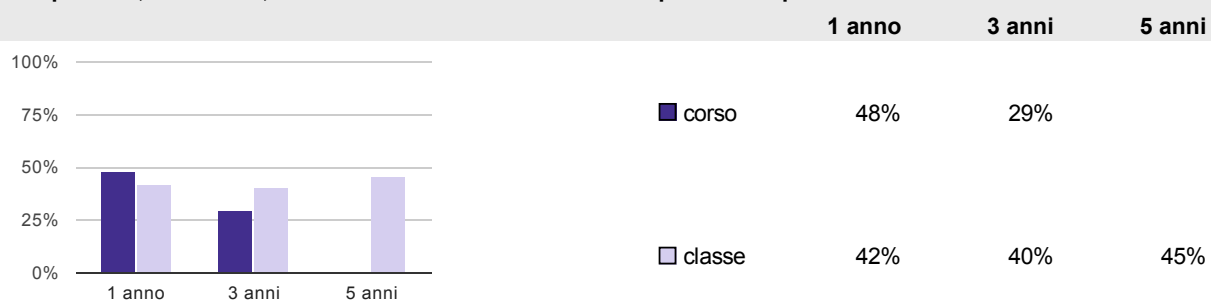 1 anno 3 anni 5 anni
100%
75%
50%
25%
0%
1 anno 3 anni 5 anni
corso 48% 29%
classe 42% 40% 45%